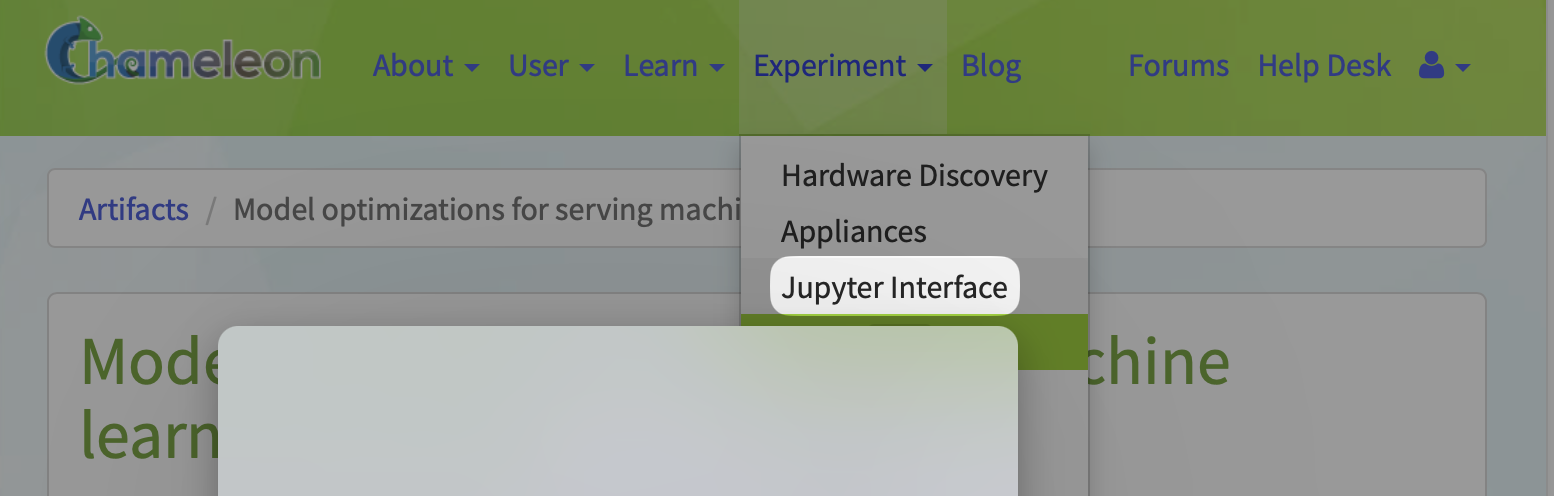 Chameleon
About User Learn Experiment Blog Forums Help Desk
Hardware Discovery
Artifacts / Model optimizations for serving machi
Appliances
Jupyter Interface
Mode chine
learn